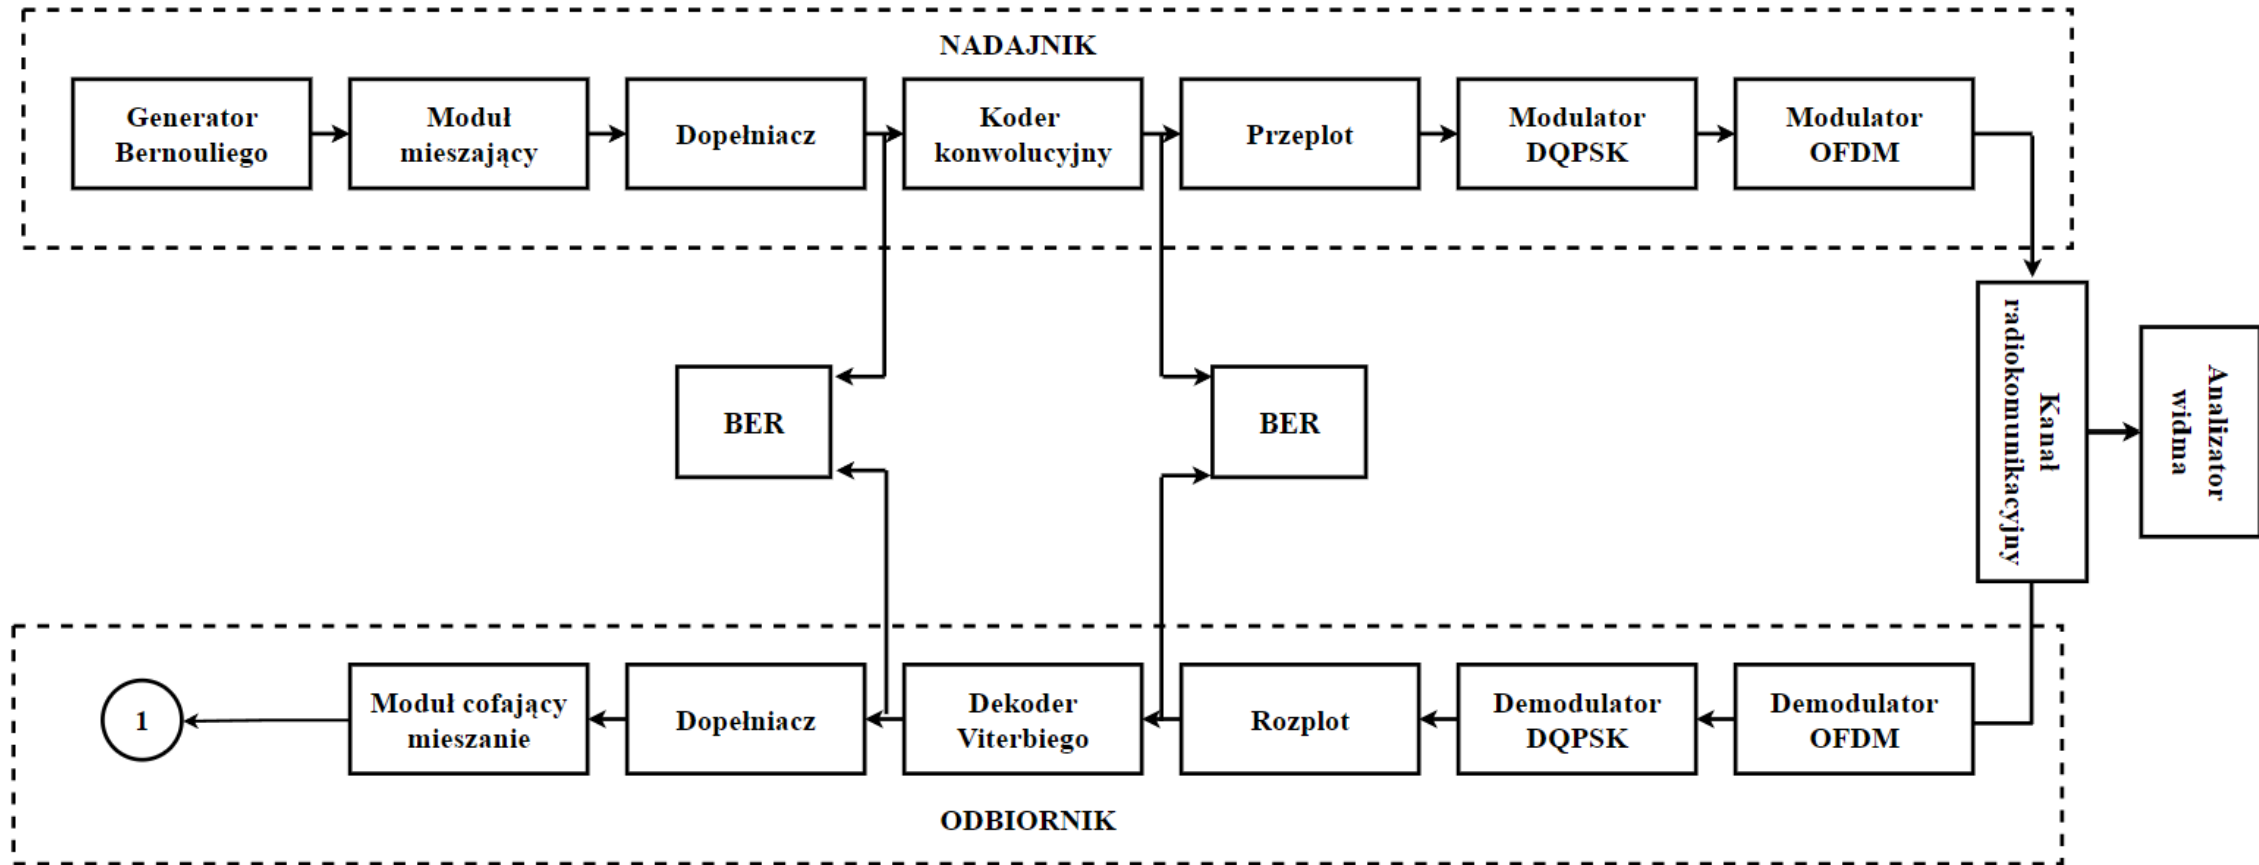 NADAJNIK
Generator
Bernouliego
Moduł
mieszający
Dopełniacz
Koder
konwolucyjny
Przeplot
Modulator
DQPSK
Modulator
OFDM
BER
BER
Kanał
radiokomunikacyjny
Analizator
widma
1
Moduł cofający
mieszanie
Dopełniacz
Dekoder
Viterbiego
Rozplot
Demodulator
DQPSK
Demodulator
OFDM
ODBIORNIK